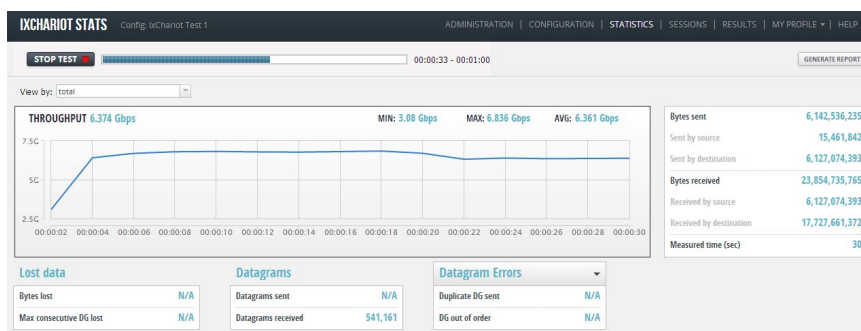 IXCHARIOT STATS Config: IxChariot Test 1 ADMINISTRATION | CONFIGURATION | STATISTICS | SESSIONS | RESULTS | MY PROFILE | HELP
STOP TEST 00:00:33 - 00:01:00 GENERATE REPORT
View by: total
THROUGHPUT 6.374 Gbps MIN: 3.08 Gbps MAX: 6.836 Gbps AVG: 6.361 Gbps
7.5G
5G
2.5G
00:00:02 00:00:04 00:00:06 00:00:08 00:00:10 00:00:12 00:00:14 00:00:16 00:00:18 00:00:20 00:00:22 00:00:24 00:00:26 00:00:28 00:00:30
Bytes sent 6,142,536,235
Sent by source 15,461,842
Sent by destination 6,127,074,393
Bytes received 23,854,735,765
Received by source 6,127,074,393
Received by destination 17,727,661,372
Measured time (sec) 30
Lost data
Bytes lost N/A
Max consecutive DG lost N/A
Datagrams
Datagrams sent N/A
Datagrams received 541,161
Datagram Errors
Duplicate DG sent N/A
DG out of order N/A